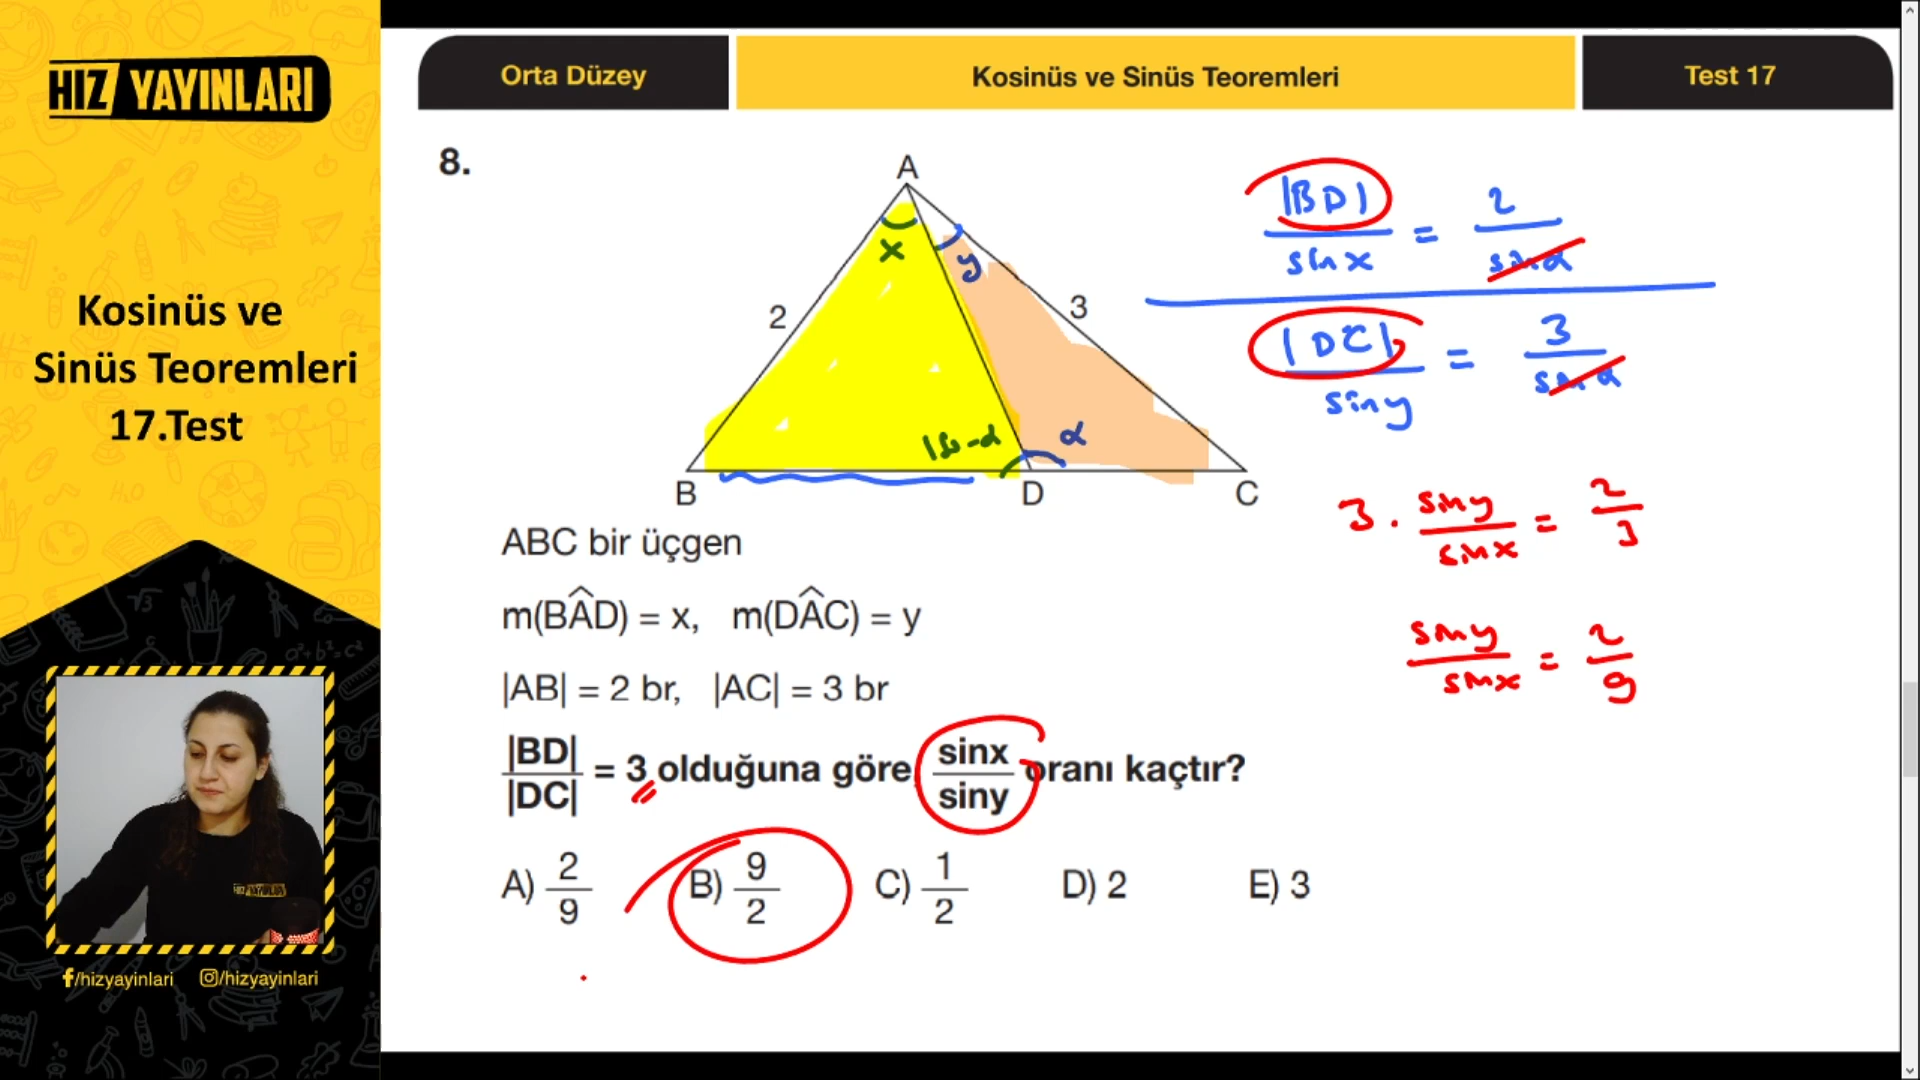 HIZ YAYINLARI
Kosinüs ve
Sinüs Teoremleri
17.Test
HIZ YAYINLARI
/hizyayinlari
/hizyayinlari
Orta Düzey
Kosinüs ve Sinüs Teoremleri
Test 17
8.
A
x
y
2
3
180-α
α
B
D
C
|BD| / sinx = 2 / sinα
|DC| / siny = 3 / sinα
3 . siny / sinx = 2 / 3
siny / sinx = 2 / 9
ABC bir üçgen
m(BÂD) = x, m(DÂC) = y
|AB| = 2 br, |AC| = 3 br
|BD| / |DC| = 3 olduğuna göre sinx / siny oranı kaçtır?
A) 2/9 B) 9/2 C) 1/2 D) 2 E) 3